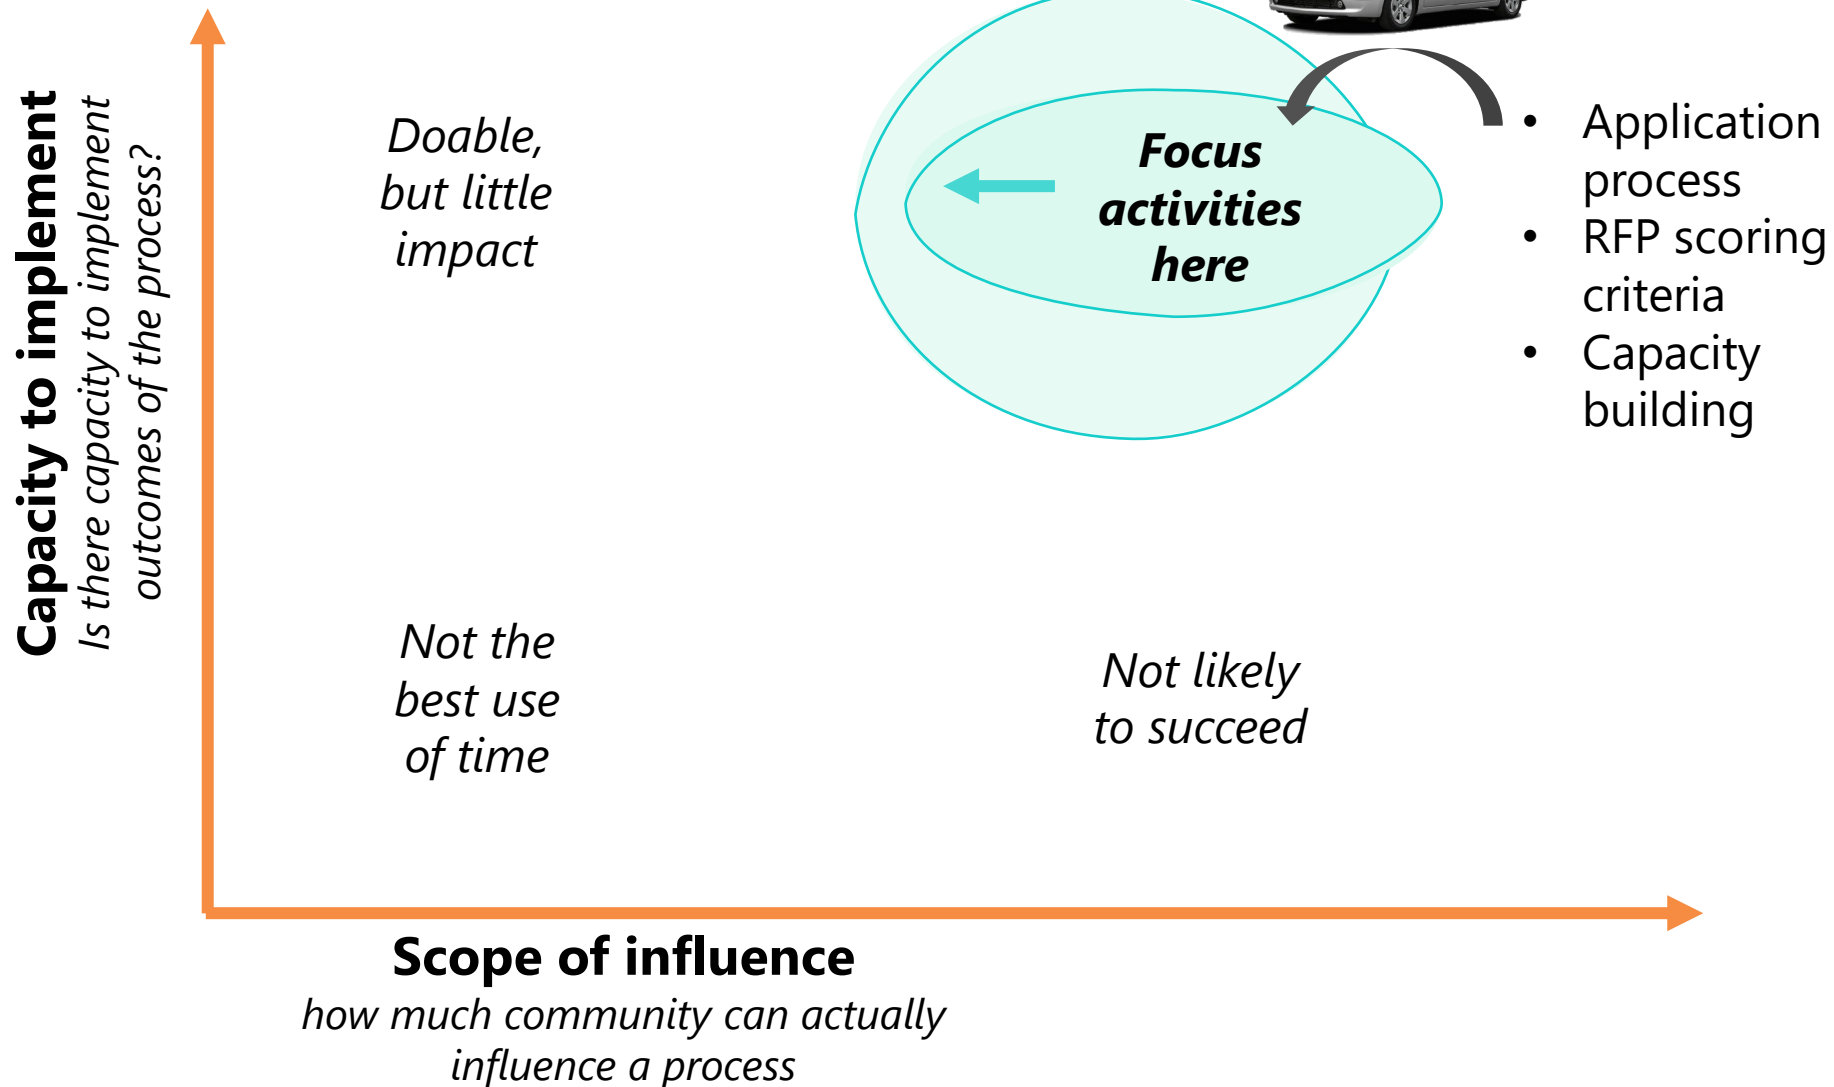 Capacity to implement
Is there capacity to implement
outcomes of the process?
Doable,
but little
impact
Focus
activities
here
• Application
process
• RFP scoring
criteria
• Capacity
building
Not the
best use
of time
Not likely
to succeed
Scope of influence
how much community can actually
influence a process